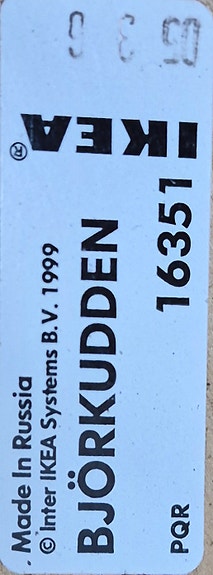 IKEA®
Made In Russia
© Inter IKEA Systems B.V. 1999
BJÖRKUDDEN
PQR 16351